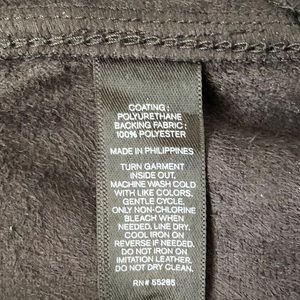 COATING:
POLYURETHANE
BACKING FABRIC:
100% POLYESTER
MADE IN PHILIPPINES
TURN GARMENT
INSIDE OUT.
MACHINE WASH COLD
WITH LIKE COLORS.
GENTLE CYCLE.
ONLY NON-CHLORINE
BLEACH WHEN
NEEDED. LINE DRY.
COOL IRON ON
REVERSE IF NEEDED.
DO NOT IRON ON
IMITATION LEATHER.
DO NOT DRY CLEAN.
RN# 55285